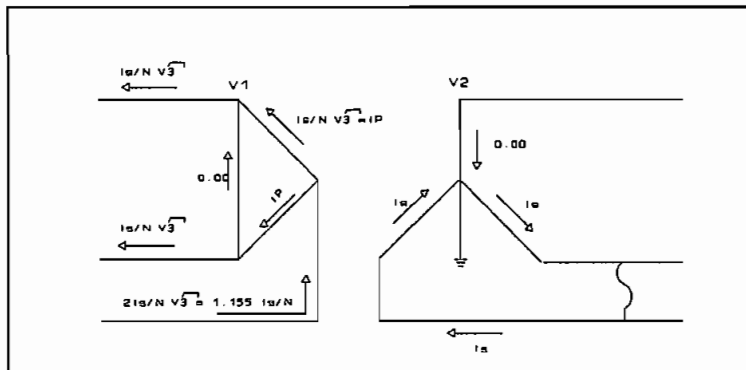 Is/N √3
V1
V2
Is/N √3 = IP
0.00
0.00
IP
Is
Is
Is/N √3
2Is/N √3 = 1.155 Is/N
Is